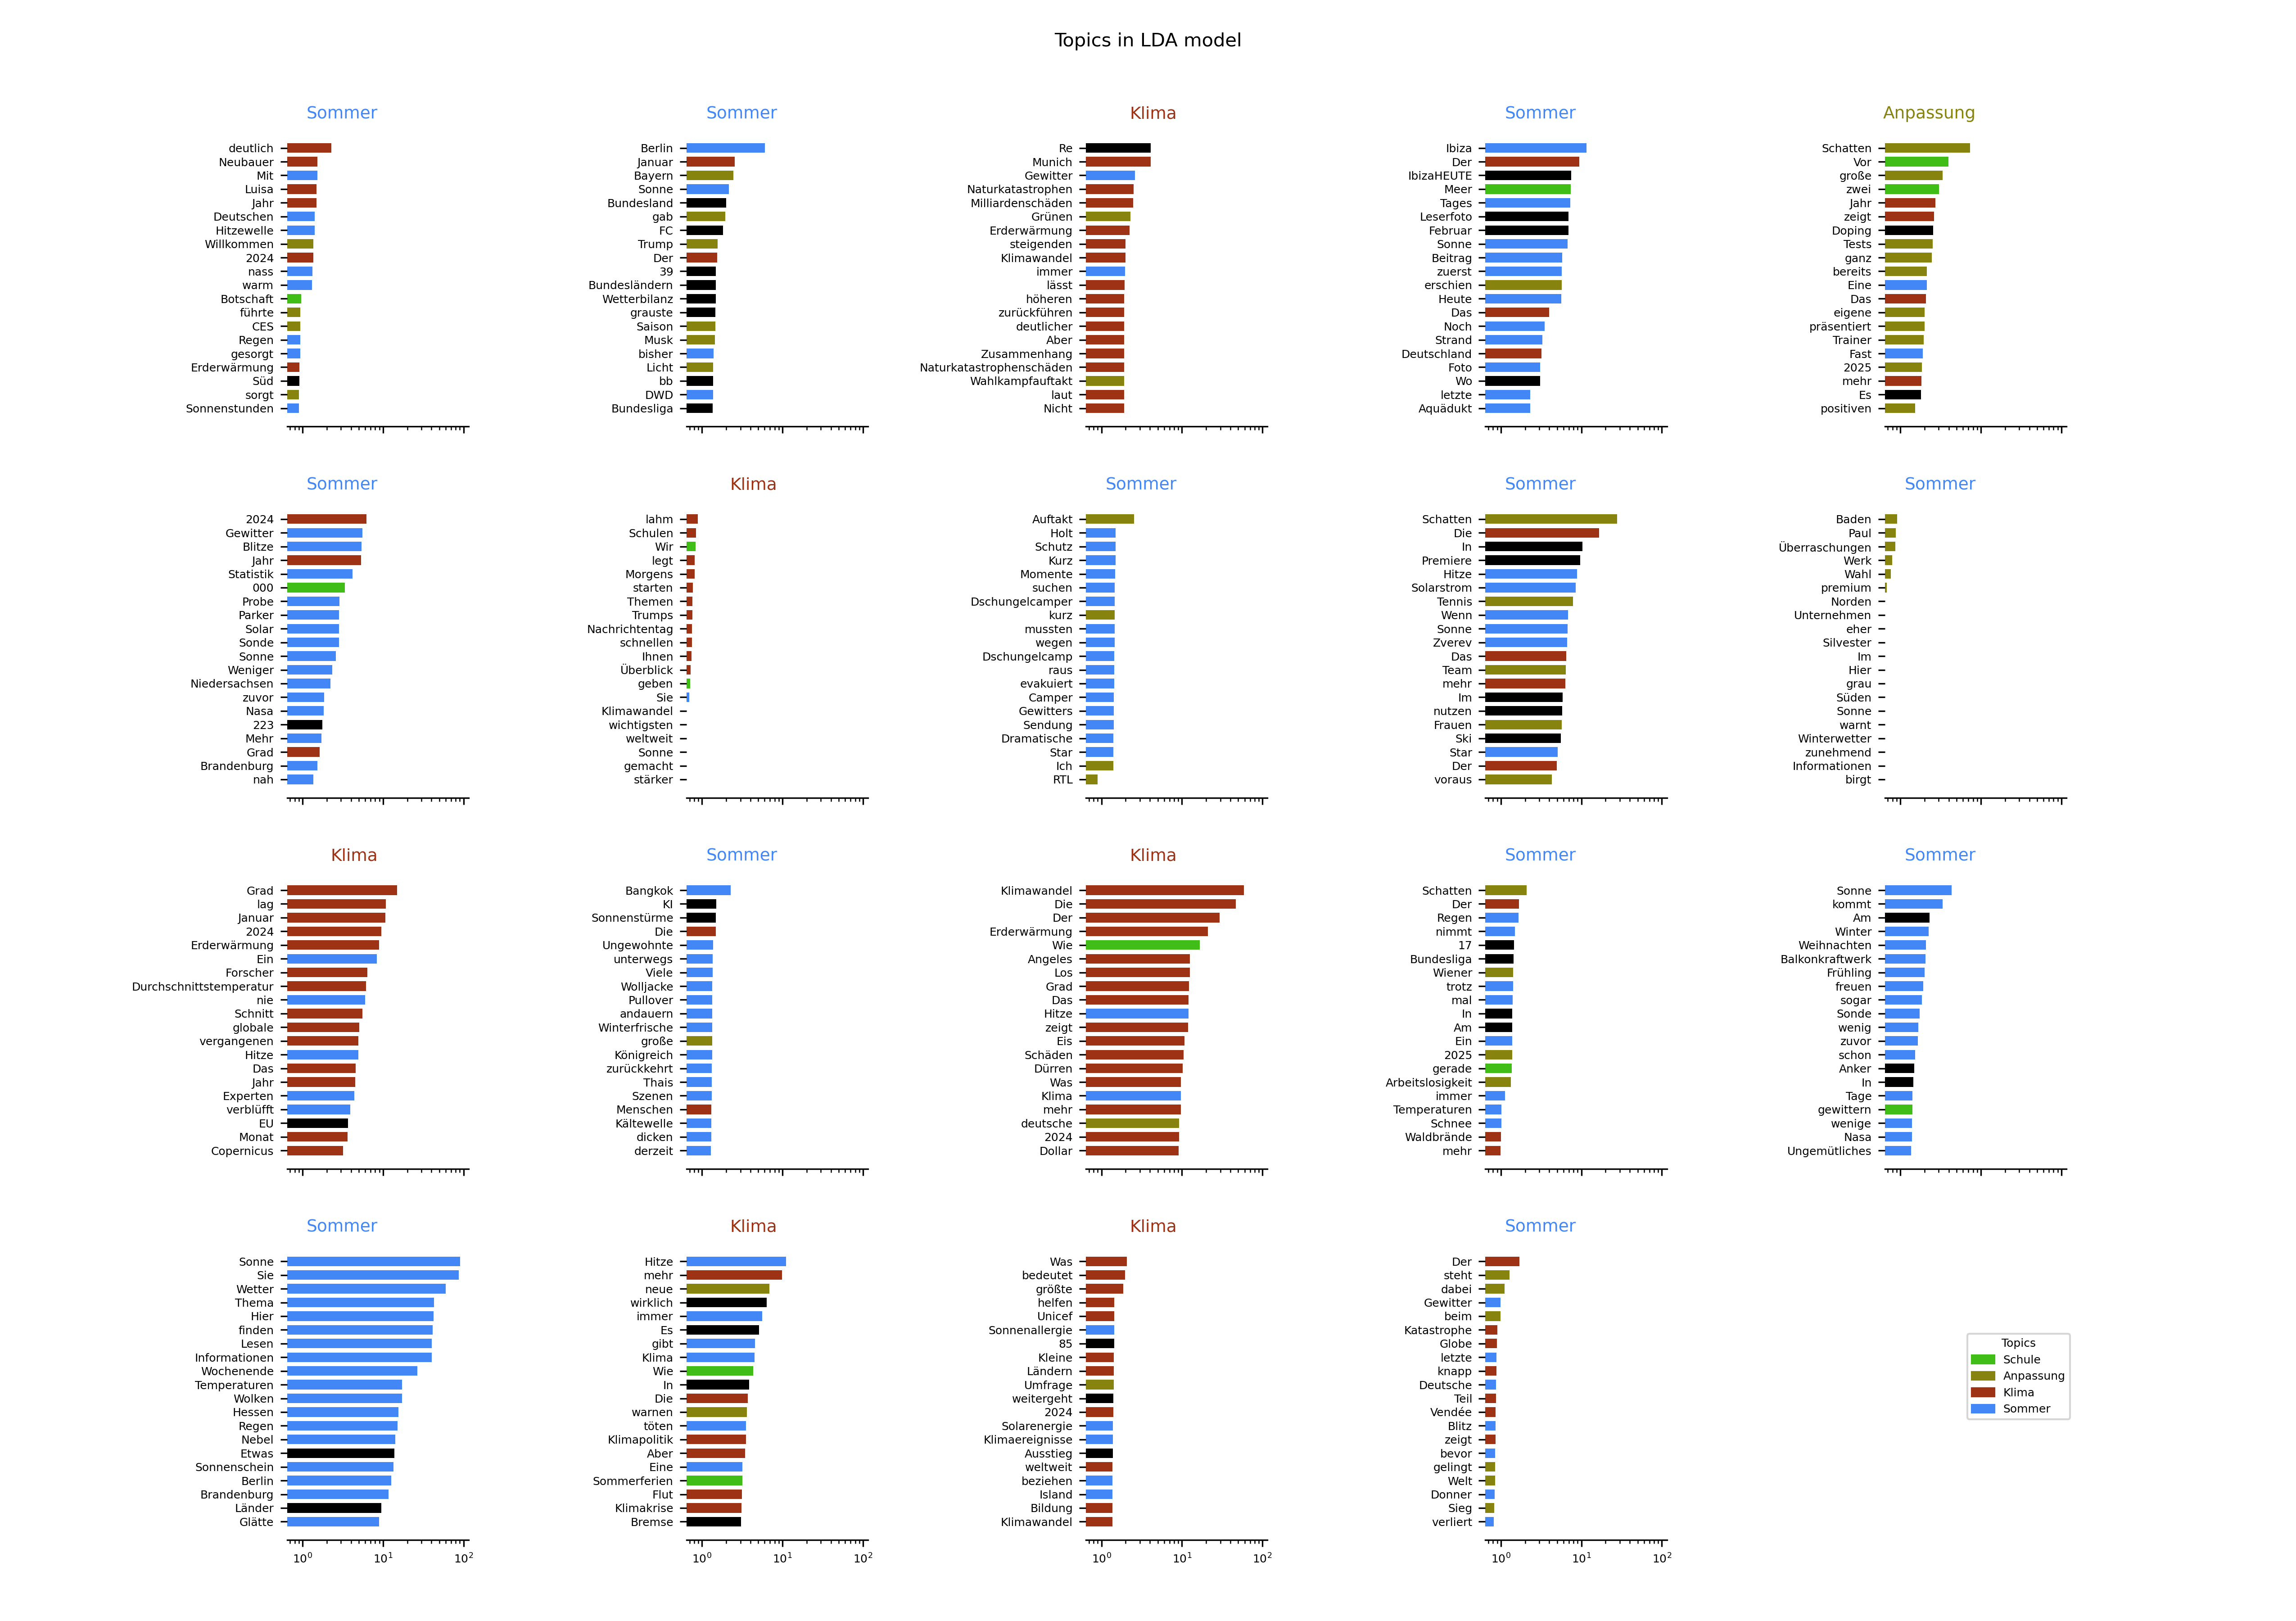 Topics in LDA model
Sommer
deutlich
Neubauer
Mit
Luisa
Jahr
Deutschen
Hitzewelle
Willkommen
2024
nass
warm
Botschaft
führte
CES
Regen
gesorgt
Erderwärmung
Süd
sorgt
Sonnenstunden
Sommer
Berlin
Januar
Bayern
Sonne
Bundesland
gab
FC
Trump
Der
39
Bundesländern
Wetterbilanz
grauste
Saison
Musk
bisher
Licht
bb
DWD
Bundesliga
Klima
Re
Munich
Gewitter
Naturkatastrophen
Milliardenschäden
Grünen
Erderwärmung
steigenden
Klimawandel
immer
lässt
höheren
zurückführen
deutlicher
Aber
Zusammenhang
Naturkatastrophenschäden
Wahlkampfauftakt
laut
Nicht
Sommer
Ibiza
Der
IbizaHEUTE
Meer
Tages
Leserfoto
Februar
Sonne
Beitrag
zuerst
erschien
Heute
Das
Noch
Strand
Deutschland
Foto
Wo
letzte
Aquädukt
Anpassung
Schatten
Vor
große
zwei
Jahr
zeigt
Doping
Tests
ganz
bereits
Eine
Das
eigene
präsentiert
Trainer
Fast
2025
mehr
Es
positiven
Sommer
2024
Gewitter
Blitze
Jahr
Statistik
000
Probe
Parker
Solar
Sonde
Sonne
Weniger
Niedersachsen
zuvor
Nasa
223
Mehr
Grad
Brandenburg
nah
Klima
lahm
Schulen
Wir
legt
Morgens
starten
Themen
Trumps
Nachrichtentag
schnellen
Ihnen
Überblick
geben
Sie
Klimawandel
wichtigsten
weltweit
Sonne
gemacht
stärker
Sommer
Auftakt
Holt
Schutz
Kurz
Momente
suchen
Dschungelcamper
kurz
mussten
wegen
Dschungelcamp
raus
evakuiert
Camper
Gewitters
Sendung
Dramatische
Star
Ich
RTL
Sommer
Schatten
Die
In
Premiere
Hitze
Solarstrom
Tennis
Wenn
Sonne
Zverev
Das
Team
mehr
Im
nutzen
Frauen
Ski
Star
Der
voraus
Sommer
Baden
Paul
Überraschungen
Werk
Wahl
premium
Norden
Unternehmen
eher
Silvester
Im
Hier
grau
Süden
Sonne
warnt
Winterwetter
zunehmend
Informationen
birgt
Klima
Grad
lag
Januar
2024
Erderwärmung
Ein
Forscher
Durchschnittstemperatur
nie
Schnitt
globale
vergangenen
Hitze
Das
Jahr
Experten
verblüfft
EU
Monat
Copernicus
Sommer
Bangkok
KI
Sonnenstürme
Die
Ungewohnte
unterwegs
Viele
Wolljacke
Pullover
andauern
Winterfrische
große
Königreich
zurückkehrt
Thais
Szenen
Menschen
Kältewelle
dicken
derzeit
Klima
Klimawandel
Die
Der
Erderwärmung
Wie
Angeles
Los
Grad
Das
Hitze
zeigt
Eis
Schäden
Dürren
Was
Klima
mehr
deutsche
2024
Dollar
Sommer
Schatten
Der
Regen
nimmt
17
Bundesliga
Wiener
trotz
mal
In
Am
Ein
2025
gerade
Arbeitslosigkeit
immer
Temperaturen
Schnee
Waldbrände
mehr
Sommer
Sonne
kommt
Am
Winter
Weihnachten
Balkonkraftwerk
Frühling
freuen
sogar
Sonde
wenig
zuvor
schon
Anker
In
Tage
gewittern
wenige
Nasa
Ungemütliches
Sommer
Sonne
Sie
Wetter
Thema
Hier
finden
Lesen
Informationen
Wochenende
Temperaturen
Wolken
Hessen
Regen
Nebel
Etwas
Sonnenschein
Berlin
Brandenburg
Länder
Glätte
10⁰ 10¹ 10²
Klima
Hitze
mehr
neue
wirklich
immer
Es
gibt
Klima
Wie
In
Die
warnen
töten
Klimapolitik
Aber
Eine
Sommerferien
Flut
Klimakrise
Bremse
10⁰ 10¹ 10²
Klima
Was
bedeutet
größte
helfen
Unicef
Sonnenallergie
85
Kleine
Ländern
Umfrage
weitergeht
2024
Solarenergie
Klimaereignisse
Ausstieg
weltweit
beziehen
Island
Bildung
Klimawandel
10⁰ 10¹ 10²
Sommer
Der
steht
dabei
Gewitter
beim
Katastrophe
Globe
letzte
knapp
Deutsche
Teil
Vendée
Blitz
zeigt
bevor
gelingt
Welt
Donner
Sieg
verliert
10⁰ 10¹ 10²
Topics
Schule
Anpassung
Klima
Sommer